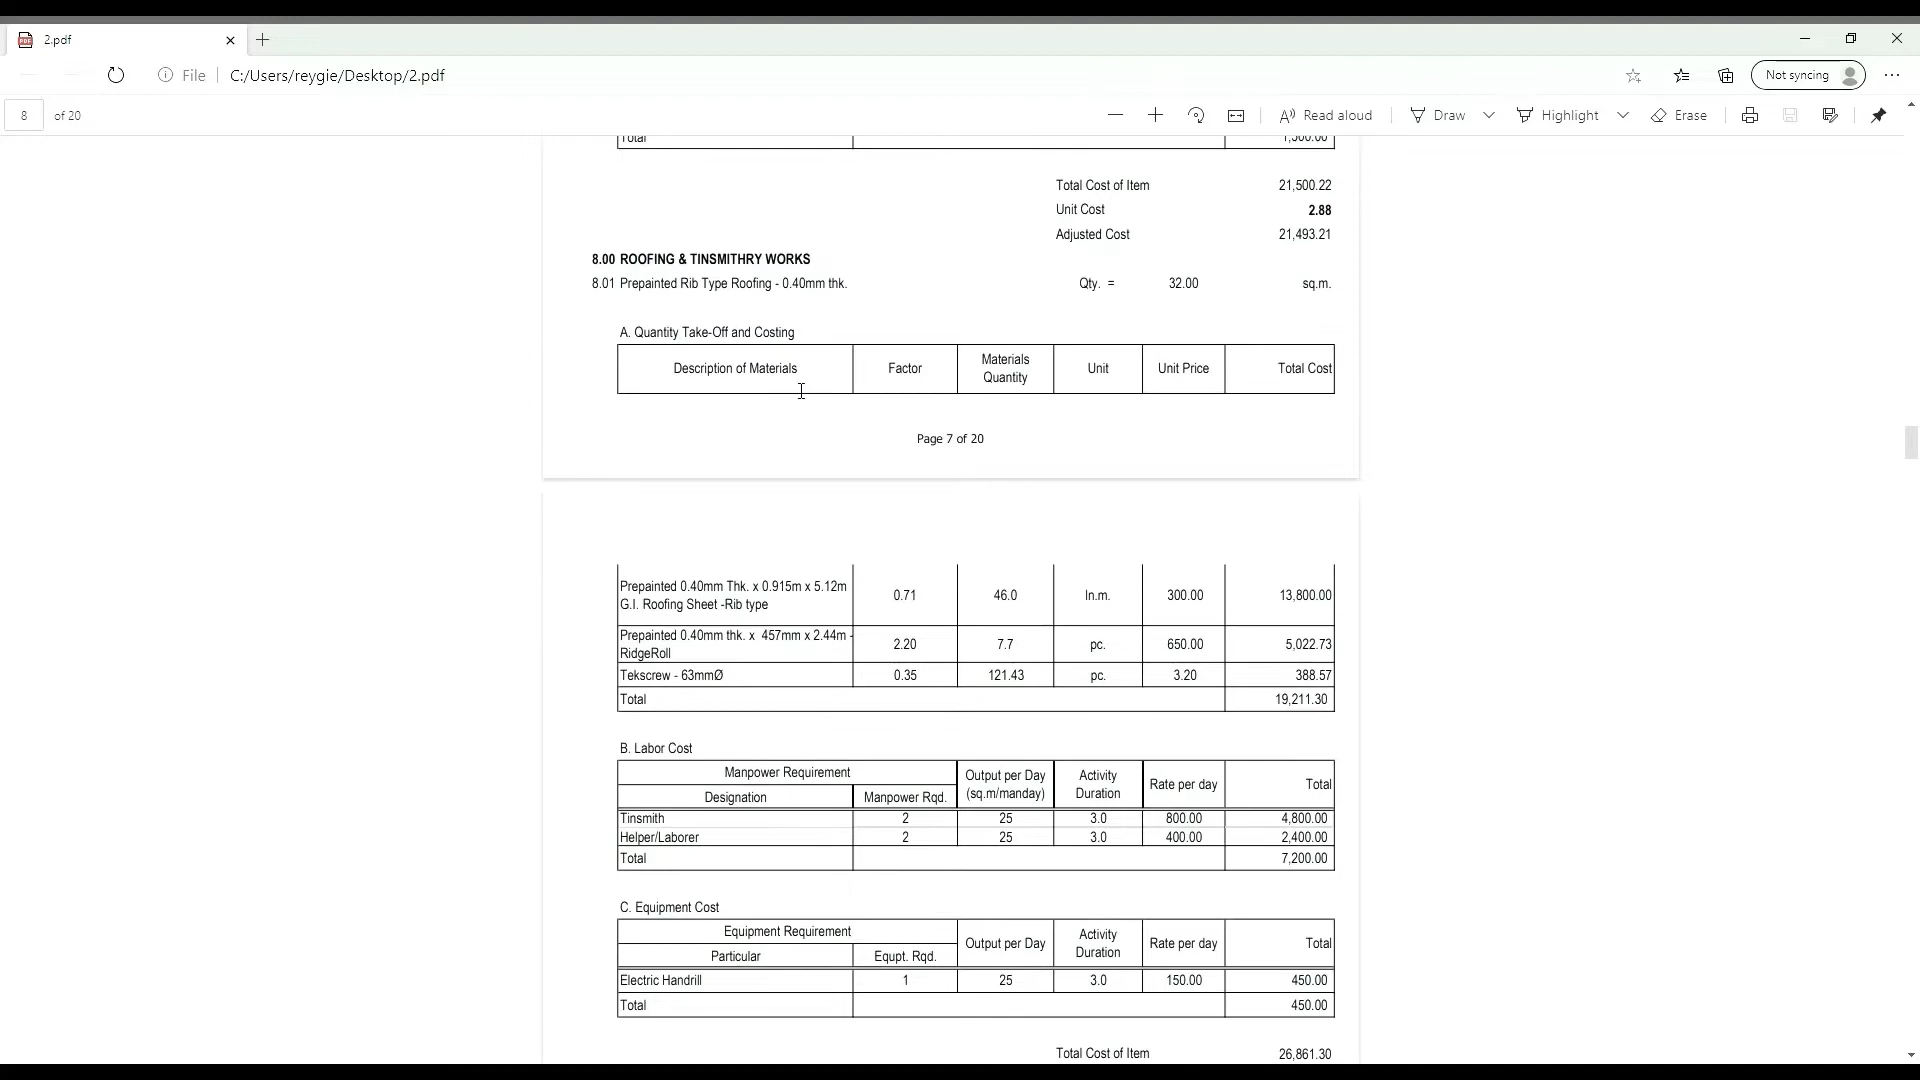 2.pdf
File C:/Users/reygie/Desktop/2.pdf Not syncing
8 of 20 Read aloud Draw Highlight Erase
Total 1,500.00
Total Cost of Item 21,500.22
Unit Cost 2.88
Adjusted Cost 21,493.21
8.00 ROOFING & TINSMITHRY WORKS
8.01 Prepainted Rib Type Roofing - 0.40mm thk. Qty. = 32.00 sq.m.
A. Quantity Take-Off and Costing
Description of Materials Factor Materials Quantity Unit Unit Price Total Cost
Page 7 of 20
Prepainted 0.40mm Thk. x 0.915m x 5.12m
G.I. Roofing Sheet -Rib type 0.71 46.0 ln.m. 300.00 13,800.00
Prepainted 0.40mm thk. x 457mm x 2.44m -
RidgeRoll 2.20 7.7 pc. 650.00 5,022.73
Tekscrew - 63mmØ 0.35 121.43 pc. 3.20 388.57
Total 19,211.30
B. Labor Cost
Manpower Requirement Output per Day (sq.m/manday) Activity Duration Rate per day Total
Designation Manpower Rqd.
Tinsmith 2 25 3.0 800.00 4,800.00
Helper/Laborer 2 25 3.0 400.00 2,400.00
Total 7,200.00
C. Equipment Cost
Equipment Requirement Output per Day Activity Duration Rate per day Total
Particular Equpt. Rqd.
Electric Handrill 1 25 3.0 150.00 450.00
Total 450.00
Total Cost of Item 26,861.30